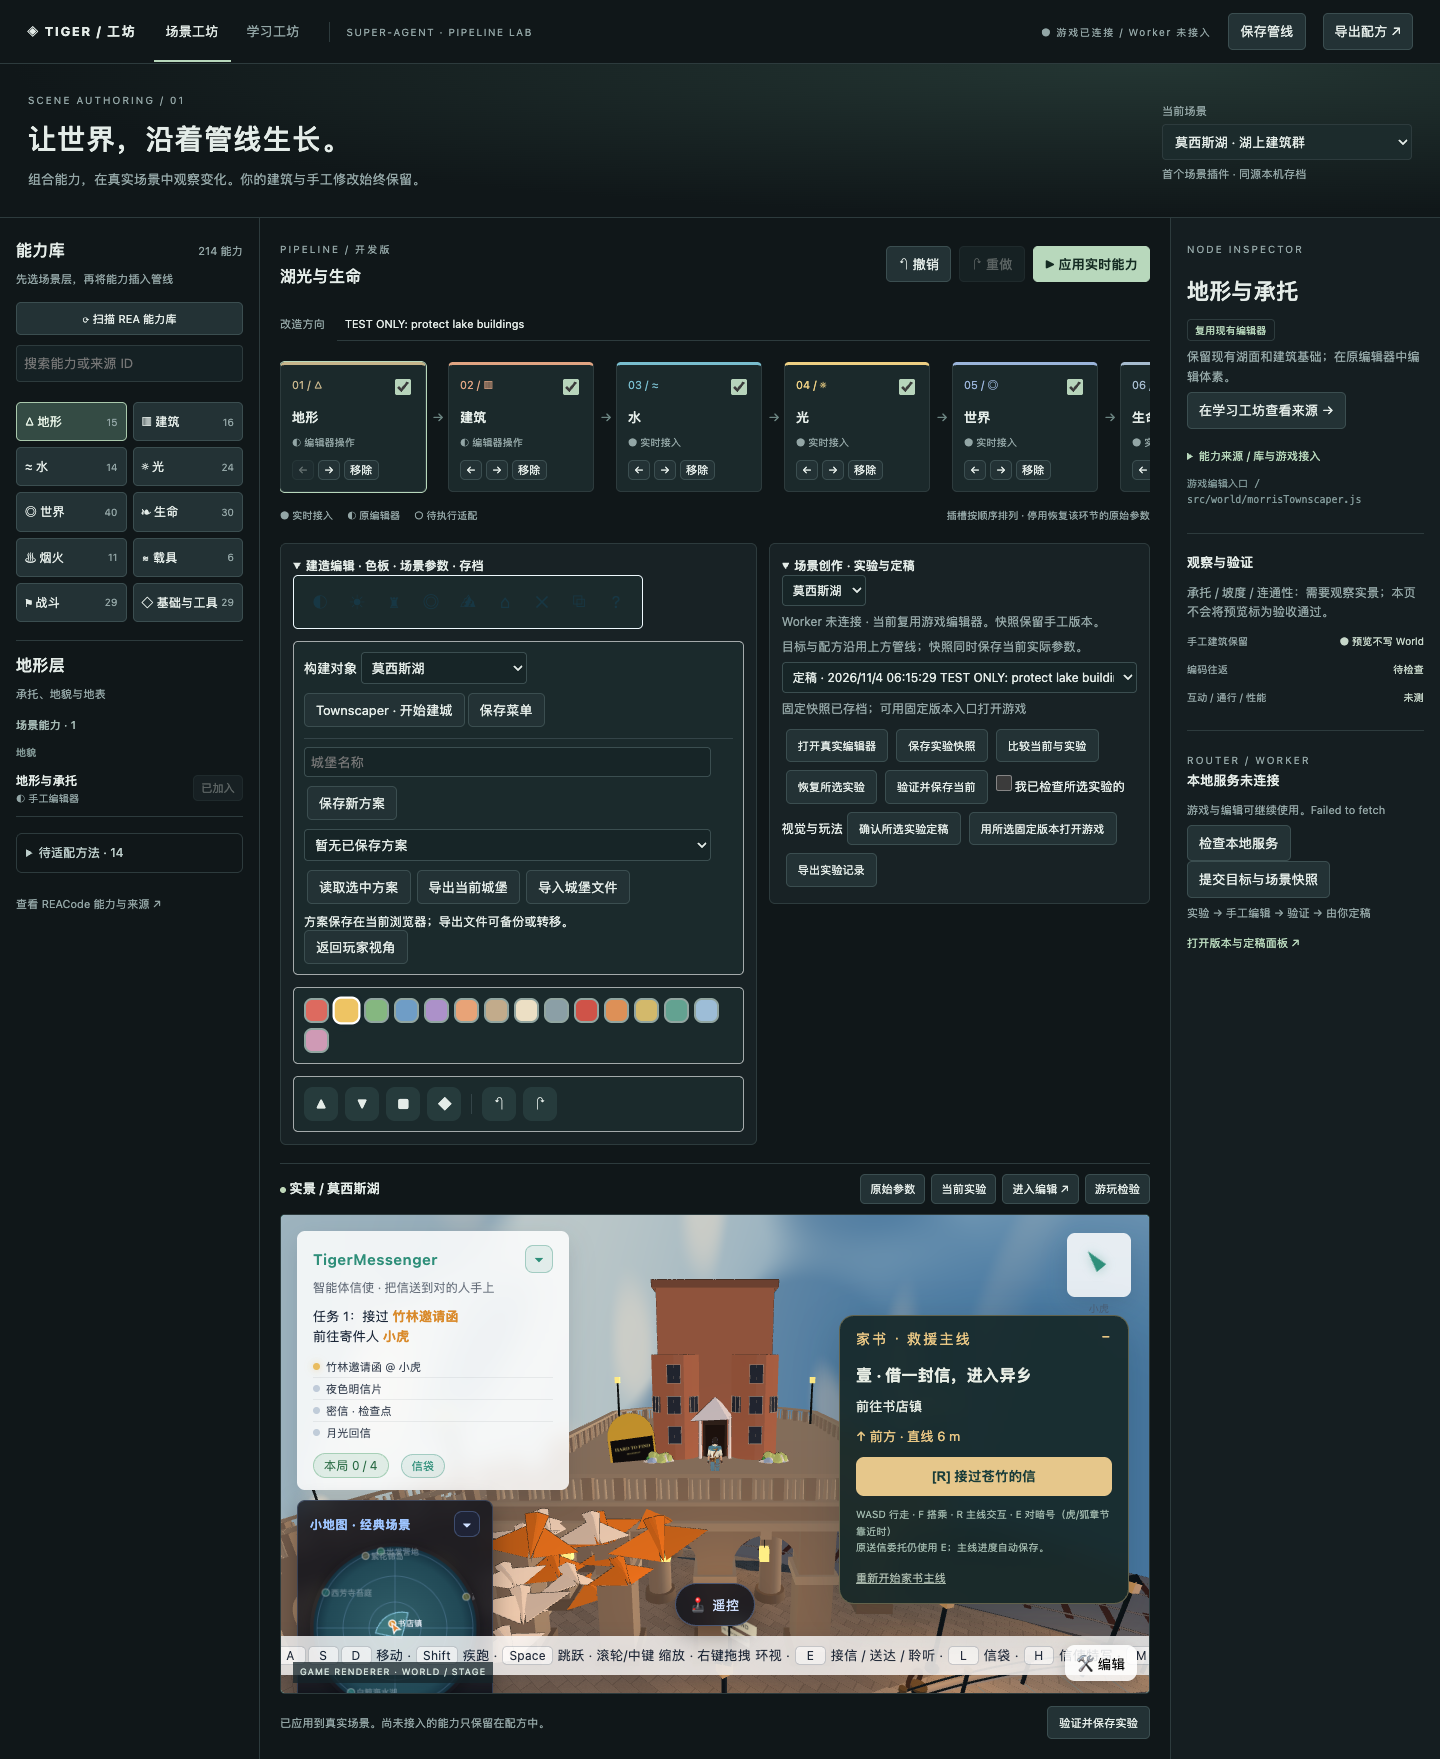 ◈ TIGER / 工坊
场景工坊
学习工坊
SUPER-AGENT · PIPELINE LAB
● 游戏已连接 / Worker 未接入
保存管线
导出配方 ↗
SCENE AUTHORING / 01
让世界，沿着管线生长。
组合能力，在真实场景中观察变化。你的建筑与手工修改始终保留。
当前场景
莫西斯湖 · 湖上建筑群
首个场景插件 · 同源本机存档
能力库
214 能力
先选场景层，再将能力插入管线
⟳ 扫描 REA 能力库
搜索能力或来源 ID
地形 15
建筑 16
≈ 水 14
光 24
◎ 世界 40
生命 30
烟火 11
载具 6
战斗 29
◇ 基础与工具 29
地形层
承托、地貌与地表
场景能力 · 1
地貌
地形与承托
◐ 手工编辑器
已加入
▶ 待适配方法 · 14
查看 REACode 能力与来源 ↗
PIPELINE / 开发版
湖光与生命
撤销
重做
▶ 应用实时能力
改造方向
TEST ONLY: protect lake buildings
01 / △
地形
◐ 编辑器操作
← → 移除
→
02 / ▥
建筑
◐ 编辑器操作
← → 移除
→
03 / ≈
水
● 实时接入
← → 移除
→
04 / ☀
光
● 实时接入
← → 移除
→
05 / ◎
世界
● 实时接入
← → 移除
→
06 /
● 实时接入 ◐ 原编辑器 ○ 待执行适配
插槽按顺序排列 · 停用恢复该环节的原始参数
▼ 建造编辑 · 色板 · 场景参数 · 存档
构建对象
莫西斯湖
Townscaper · 开始建城
保存菜单
城堡名称
保存新方案
暂无已保存方案
读取选中方案
导出当前城堡
导入城堡文件
方案保存在当前浏览器；导出文件可备份或转移。
返回玩家视角
▼ 场景创作 · 实验与定稿
莫西斯湖
Worker 未连接 · 当前复用游戏编辑器。快照保留手工版本。
目标与配方沿用上方管线；快照同时保存当前实际参数。
定稿 · 2026/11/4 06:15:29 TEST ONLY: protect lake buildi
固定快照已存档；可用固定版本入口打开游戏
打开真实编辑器
保存实验快照
比较当前与实验
恢复所选实验
验证并保存当前
我已检查所选实验的
视觉与玩法
确认所选实验定稿
用所选固定版本打开游戏
导出实验记录
● 实景 / 莫西斯湖
原始参数
当前实验
进入编辑 ↗
游玩检验
TigerMessenger
智能体信使 · 把信送到对的人手上
任务 1：接过 竹林邀请函
前往寄件人 小虎
竹林邀请函 @ 小虎
夜色明信片
密信 · 检查点
月光回信
本局 0 / 4
信袋
小地图 · 经典场景
西芳寺苔庭
书店镇
小虎
家书 · 救援主线
−
壹 · 借一封信，进入异乡
前往书店镇
↑ 前方 · 直线 6 m
[R] 接过苍竹的信
WASD 行走 · F 搭乘 · R 主线交互 · E 对暗号（虎/狐章节
靠近时）
原送信委托仍使用 E；主线进度自动保存。
重新开始家书主线
遥控
A S D 移动 · Shift 疾跑 · Space 跳跃 · 滚轮/中键 缩放 · 右键拖拽 环视 · E 接信 / 送达 / 聆听 · L 信袋 · H
M
编辑
GAME RENDERER · WORLD / STAGE
已应用到真实场景。尚未接入的能力只保留在配方中。
验证并保存实验
NODE INSPECTOR
地形与承托
复用现有编辑器
保留现有湖面和建筑基础；在原编辑器中编
辑体素。
在学习工坊查看来源 →
▶ 能力来源 / 库与游戏接入
游戏编辑入口 /
src/world/morrisTownscaper.js
观察与验证
承托 / 坡度 / 连通性：需要观察实景；本页
不会将预览标为验收通过。
手工建筑保留
● 预览不写 World
编码往返
待检查
互动 / 通行 / 性能
未测
ROUTER / WORKER
本地服务未连接
游戏与编辑可继续使用。Failed to fetch
检查本地服务
提交目标与场景快照
实验 → 手工编辑 → 验证 → 由你定稿
打开版本与定稿面板 ↗